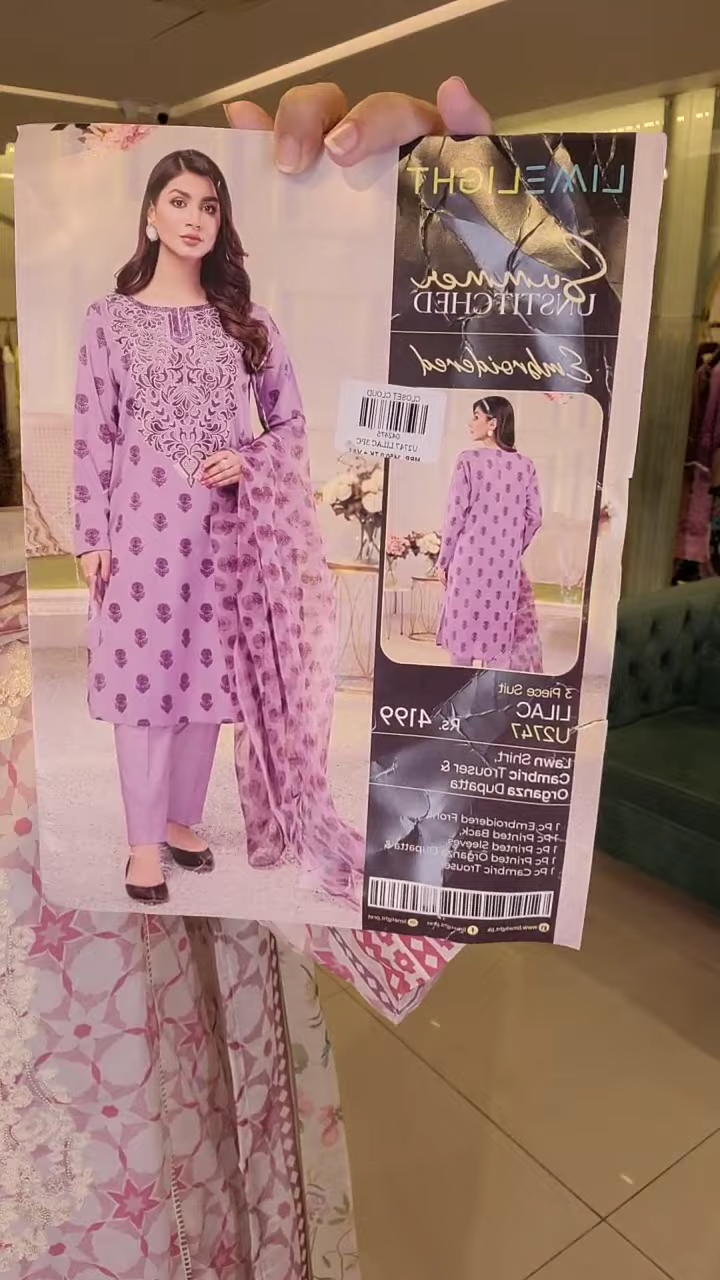 LIMELIGHT
Summer
UNSTITCHED
Embroidered
CLOSET CLOUD
042475
U2747 LILAC 3PC
3 Piece Suit
LILAC
U2747
Rs. 4199
Lawn Shirt,
Cambric Trouser &
Organza Dupatta
1 Pc Embroidered Front
1 Pc Printed Back,
1 Pc Printed Sleeves
1 Pc Printed Organza Dupatta &
1 Pc Cambric Trouser
www.limelight.pk